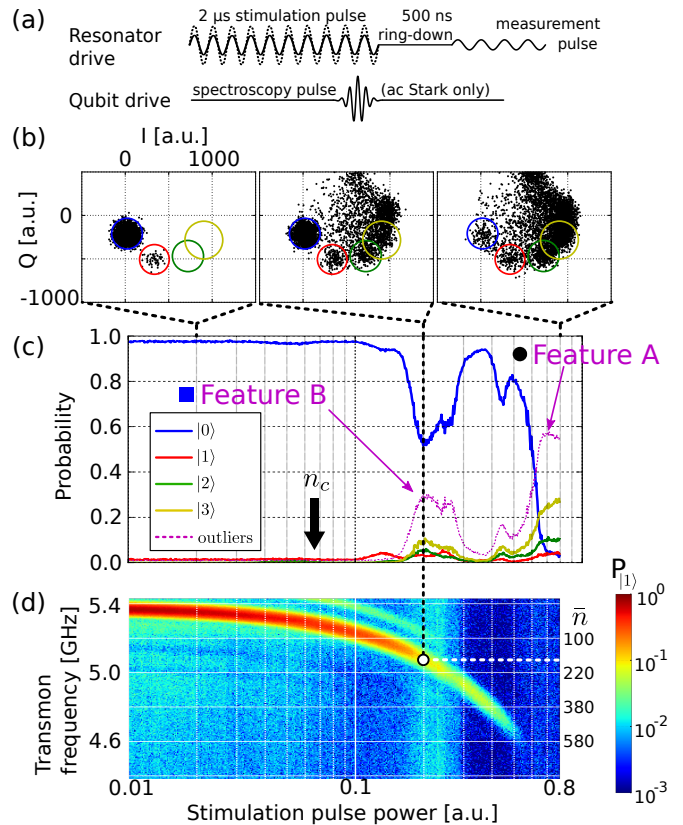 (a)
2 μs stimulation pulse
500 ns
ring-down
measurement
pulse
Resonator
drive
Qubit drive
spectroscopy pulse
(ac Stark only)
(b)
I [a.u.]
0 1000
Q [a.u.]
0
-1000
(c)
Probability
1.0
0.8
0.6
0.4
0.2
0.0
Feature A
Feature B
|0⟩
|1⟩
|2⟩
|3⟩
outliers
n_c
(d)
Transmon
frequency [GHz]
5.4
5.0
4.6
n̄
100
220
380
580
0.01 0.1 0.8
Stimulation pulse power [a.u.]
P|1⟩
10^0
10^-1
10^-2
10^-3